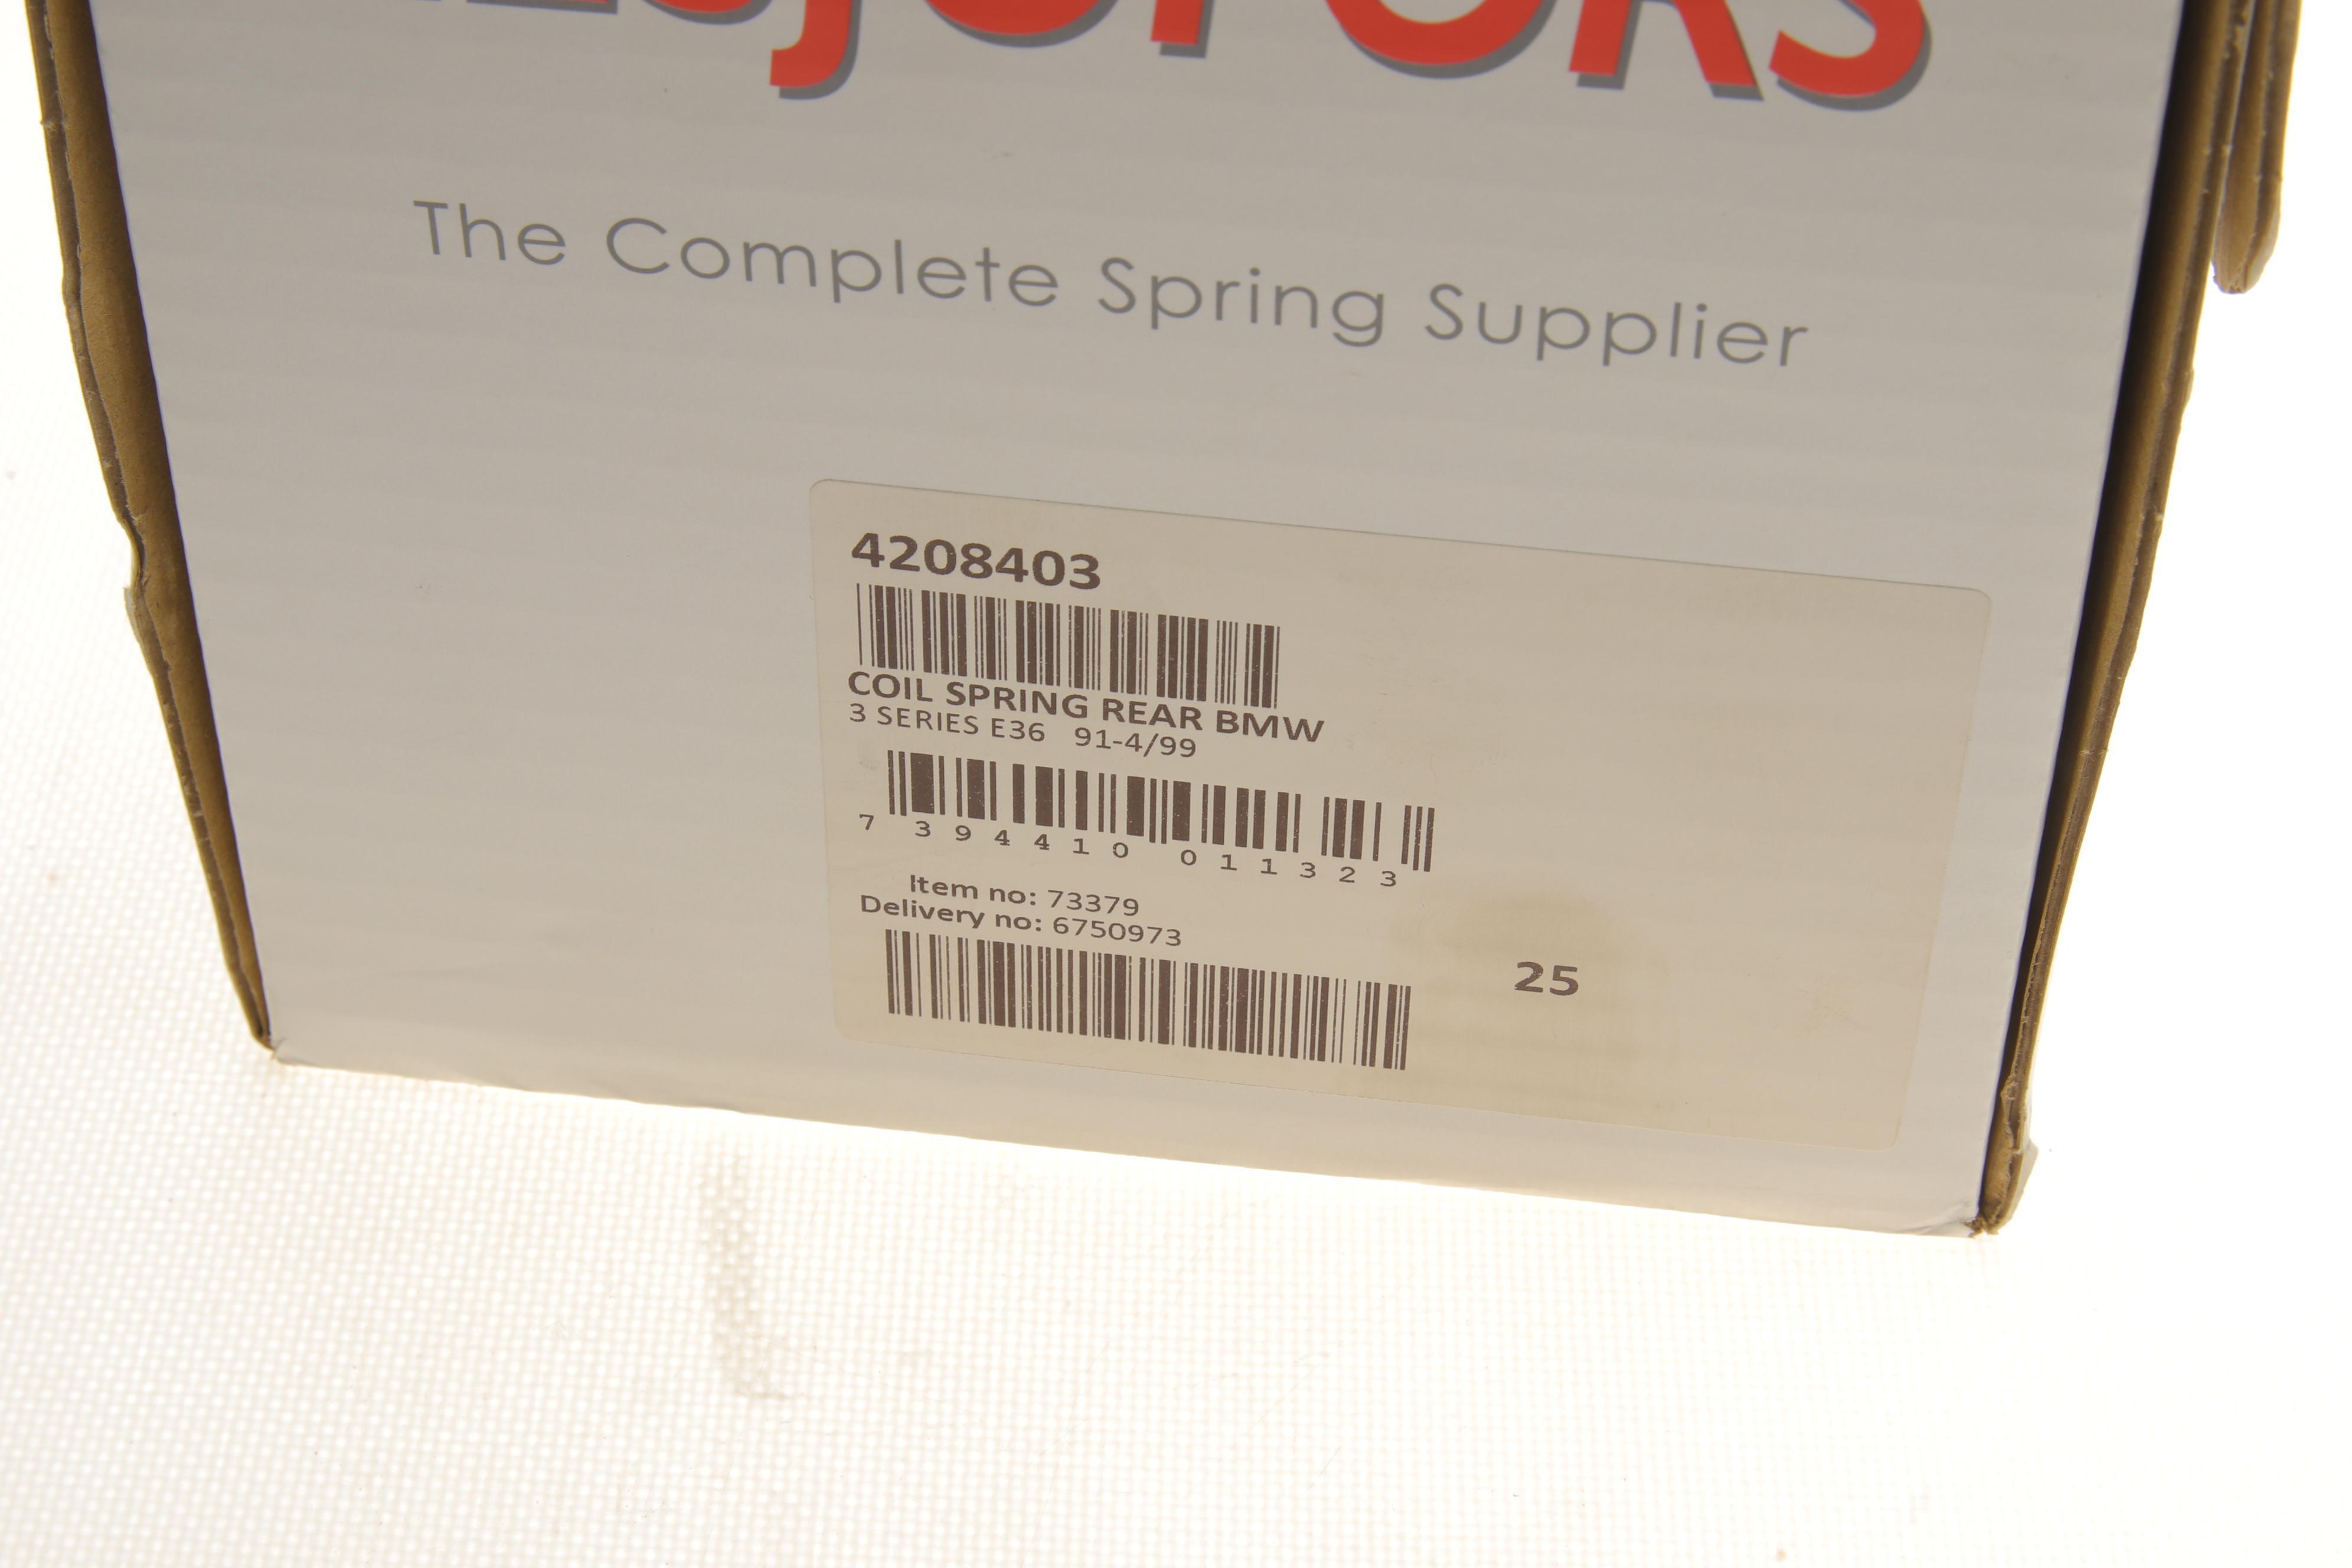 The Complete Spring Supplier
4208403
COIL SPRING REAR BMW
3 SERIES E36 91-4/99
7 394410 011323
Item no: 73379
Delivery no: 6750973
25